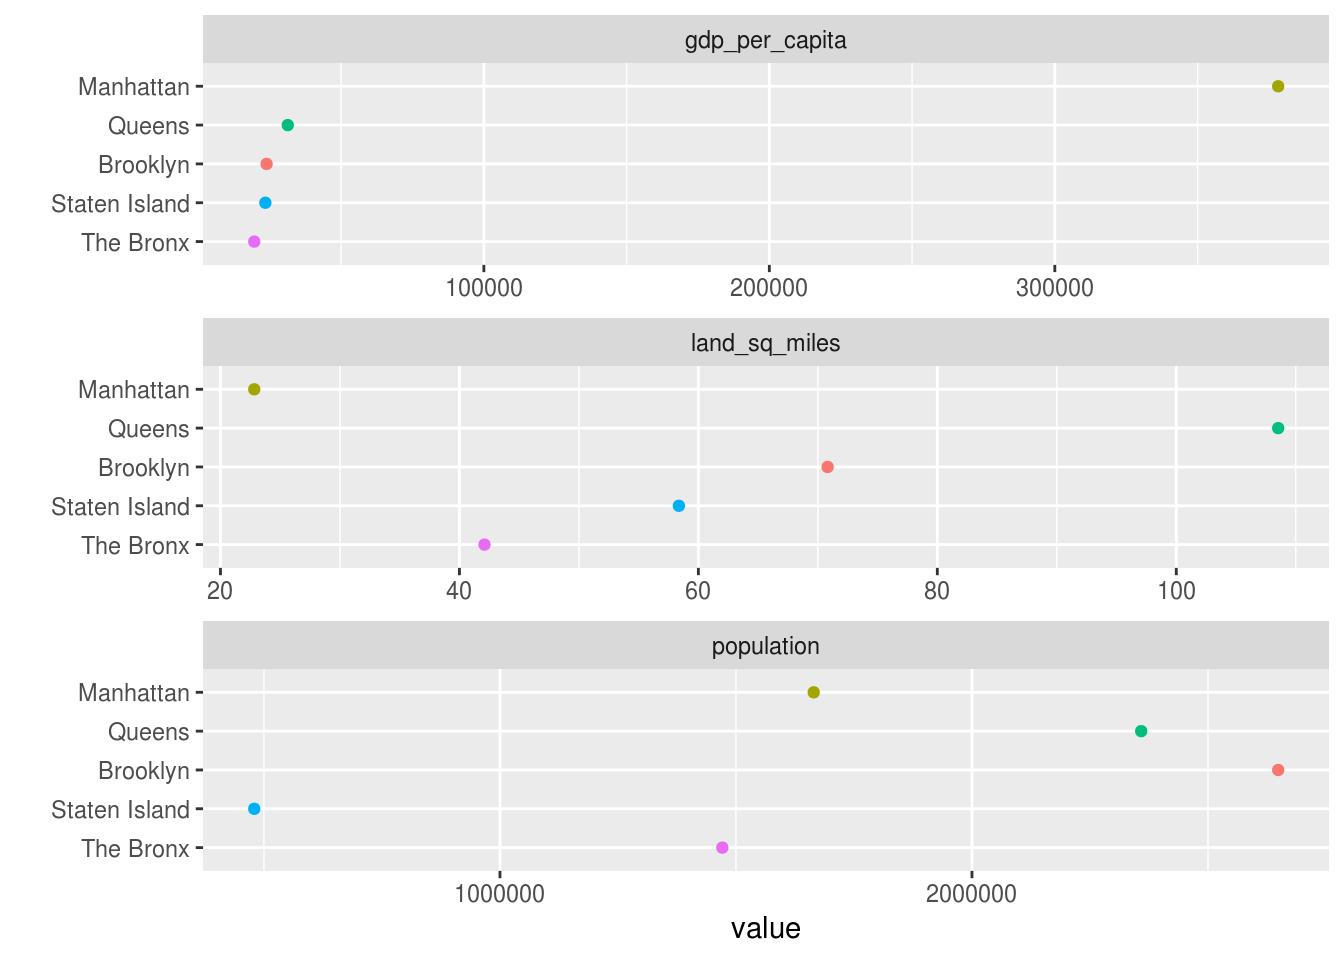 gdp_per_capita
Manhattan
Queens
Brooklyn
Staten Island
The Bronx
100000 200000 300000
land_sq_miles
Manhattan
Queens
Brooklyn
Staten Island
The Bronx
20 40 60 80 100
population
Manhattan
Queens
Brooklyn
Staten Island
The Bronx
1000000 2000000
value